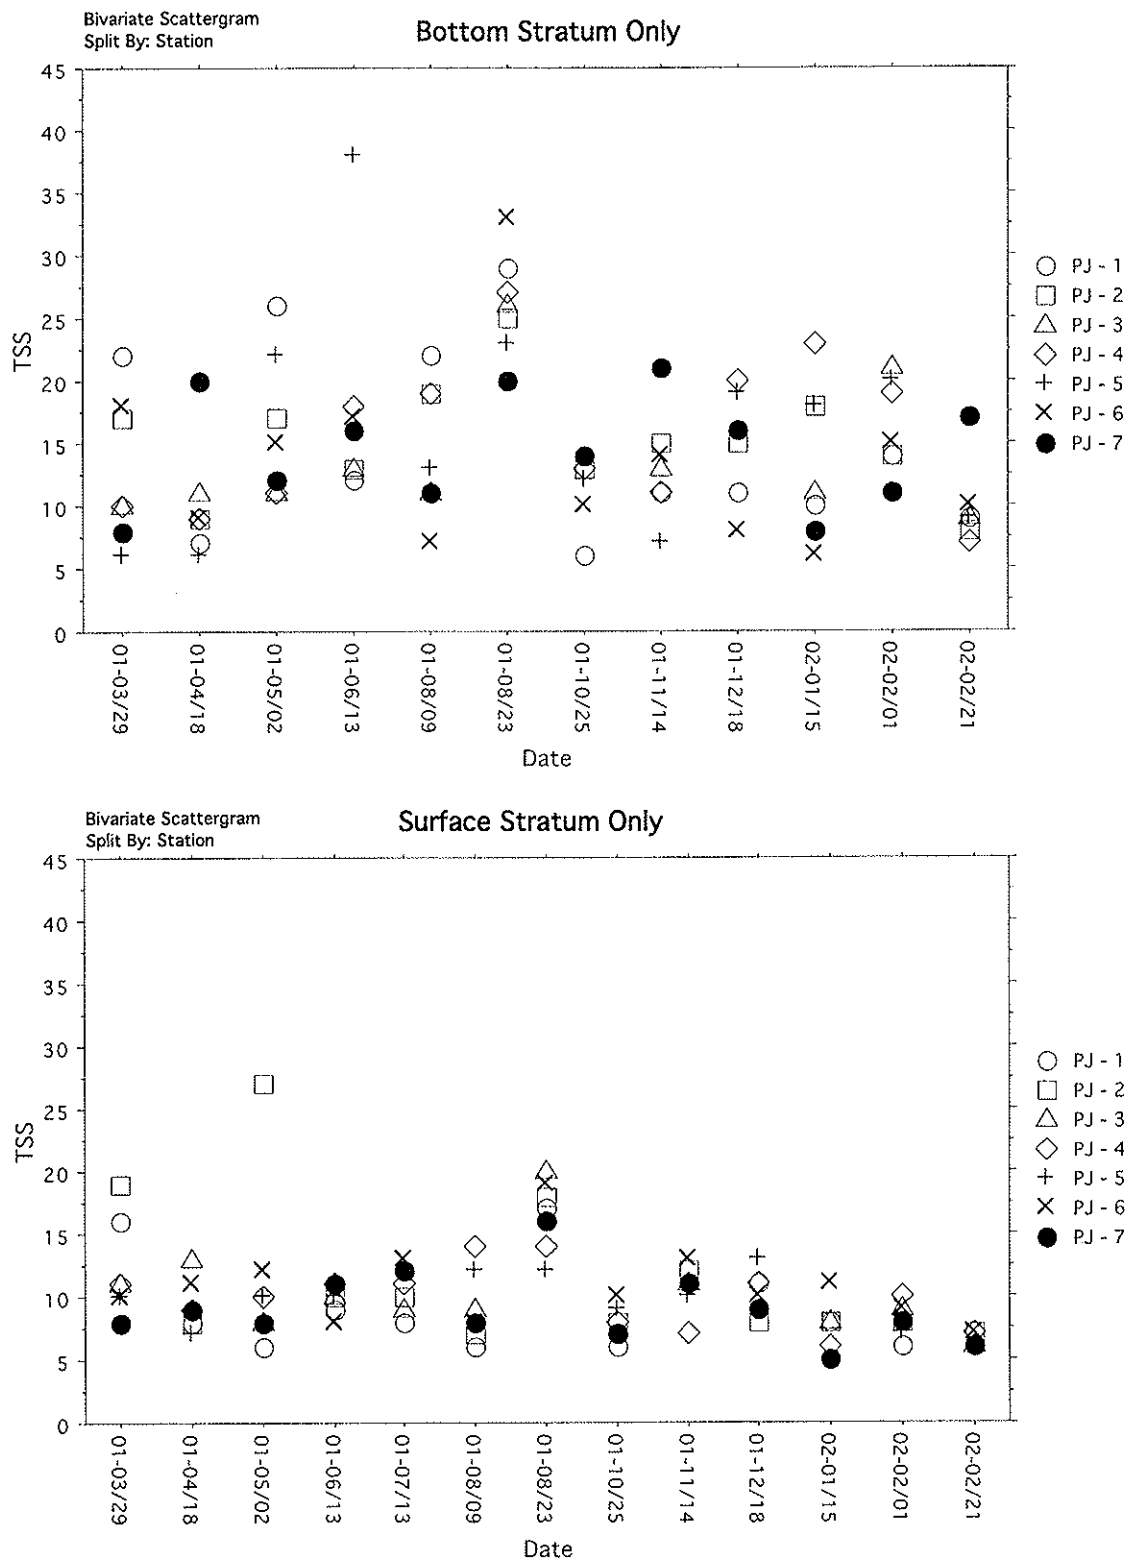 Bivariate Scattergram
Split By: Station
Bottom Stratum Only
45
40
35
30
25
20
15
10
5
0
TSS
01-03/29
01-04/18
01-05/02
01-06/13
01-08/09
01-08/23
01-10/25
01-11/14
01-12/18
02-01/15
02-02/01
02-02/21
Date
PJ - 1
PJ - 2
PJ - 3
PJ - 4
PJ - 5
PJ - 6
PJ - 7
Bivariate Scattergram
Split By: Station
Surface Stratum Only
45
40
35
30
25
20
15
10
5
0
TSS
01-03/29
01-04/18
01-05/02
01-06/13
01-07/13
01-08/09
01-08/23
01-10/25
01-11/14
01-12/18
02-01/15
02-02/01
02-02/21
Date
PJ - 1
PJ - 2
PJ - 3
PJ - 4
PJ - 5
PJ - 6
PJ - 7